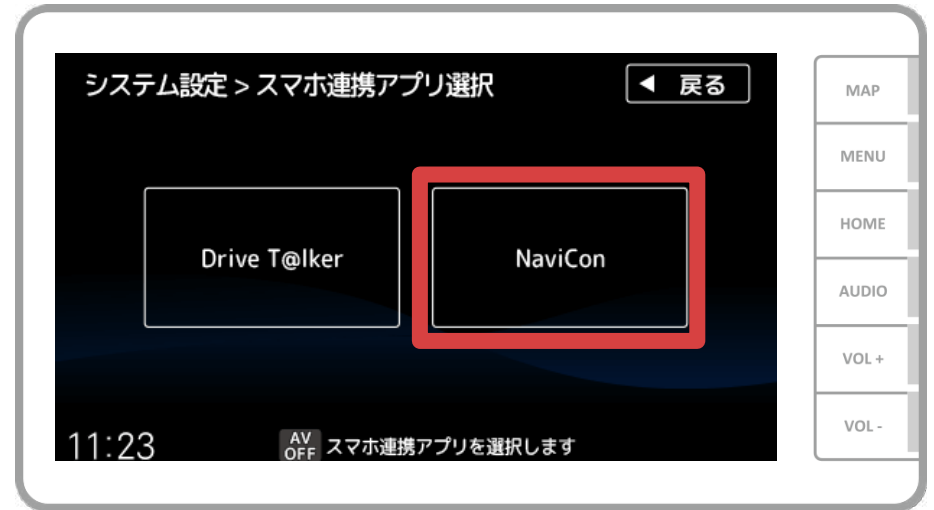 システム設定 > スマホ連携アプリ選択
◀ 戻る
Drive T@lker
NaviCon
11:23
AV OFF
スマホ連携アプリを選択します
MAP
MENU
HOME
AUDIO
VOL +
VOL -